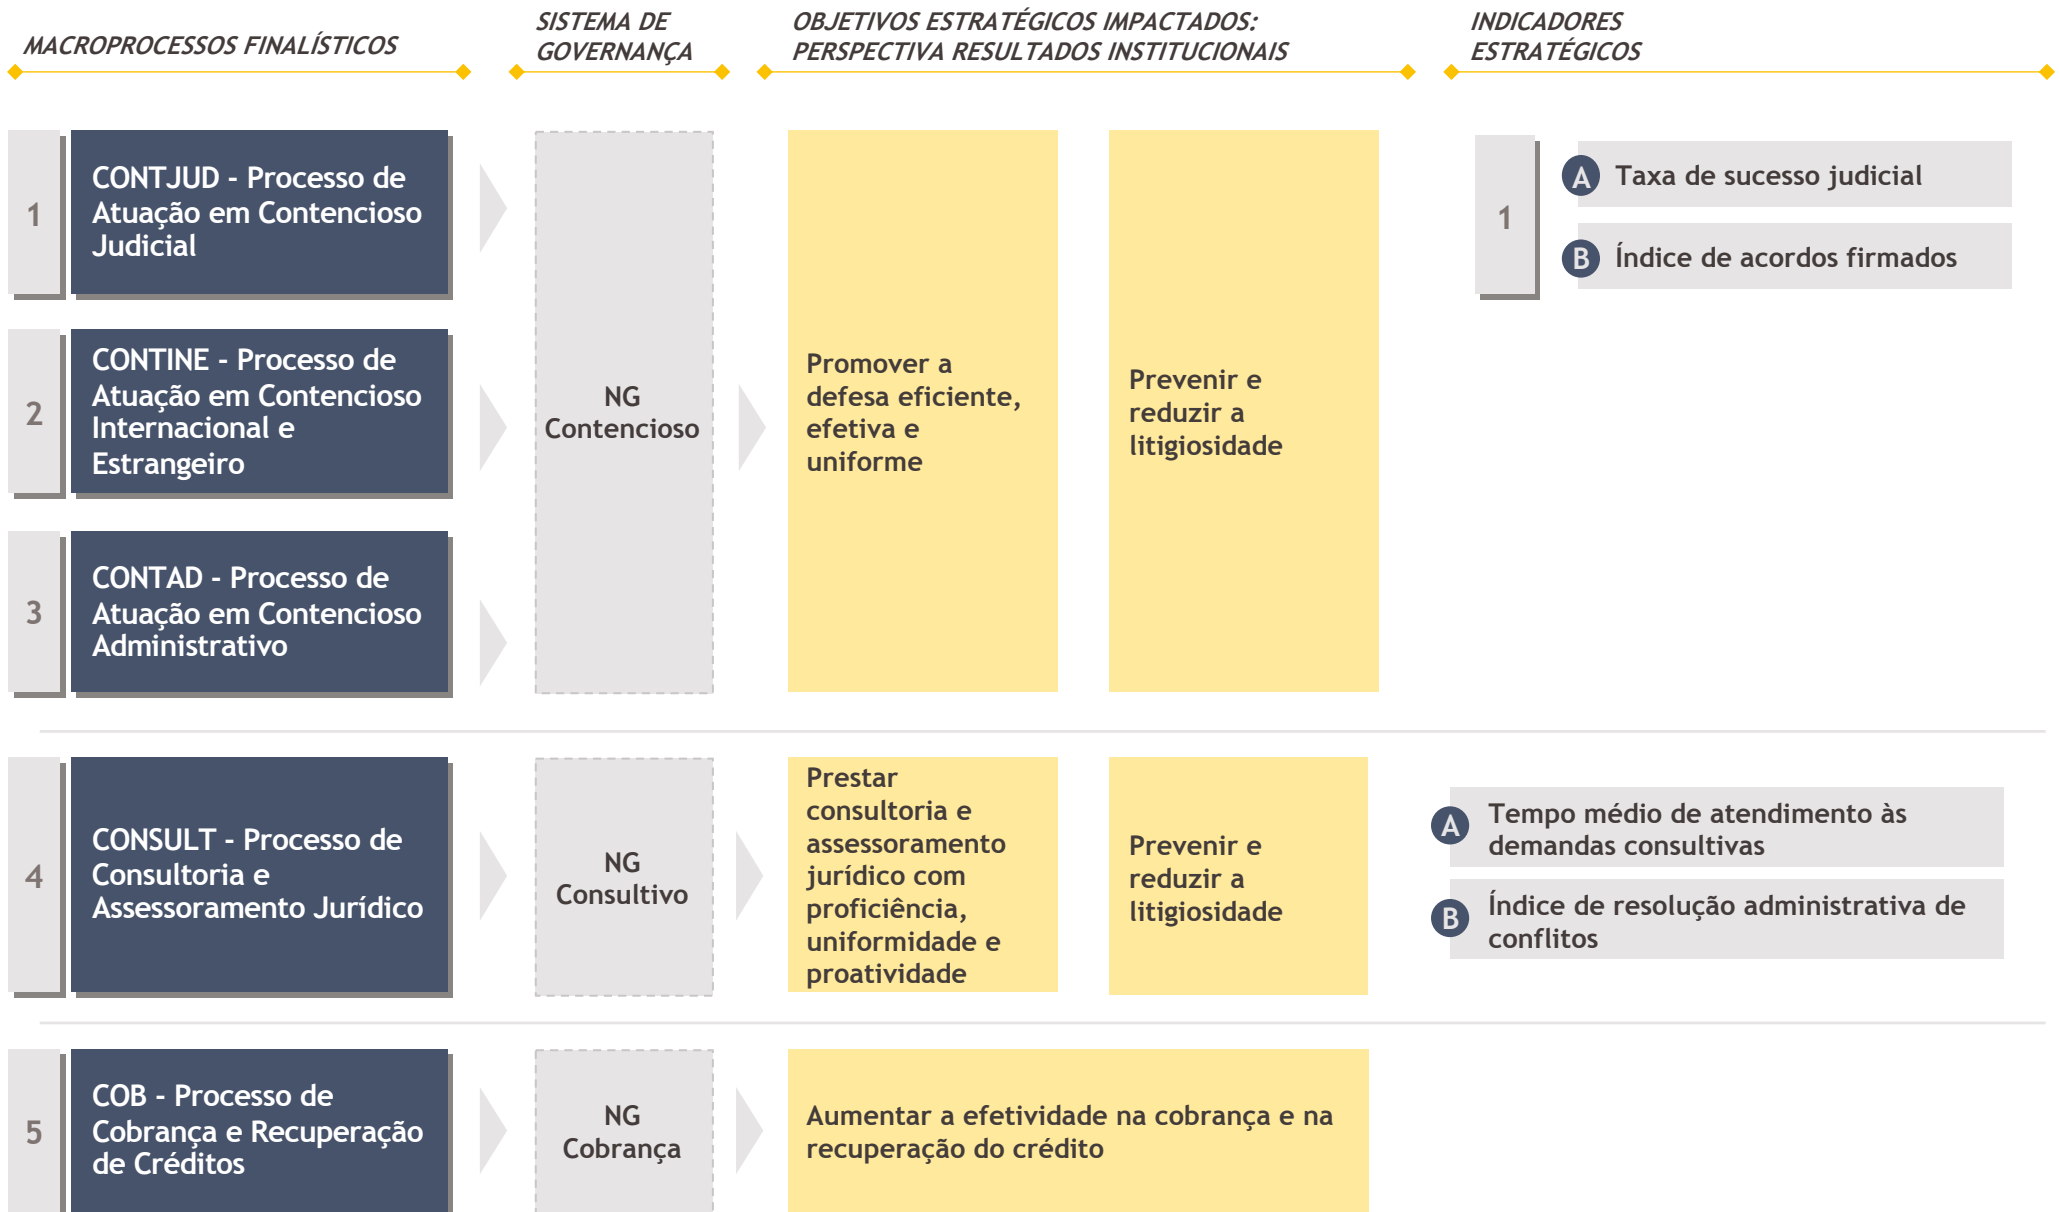 MACROPROCESSOS FINALÍSTICOS
SISTEMA DE
GOVERNANÇA
OBJETIVOS ESTRATÉGICOS IMPACTADOS:
PERSPECTIVA RESULTADOS INSTITUCIONAIS
INDICADORES
ESTRATÉGICOS
1
CONTJUD - Processo de
Atuação em Contencioso
Judicial
2
CONTINE - Processo de
Atuação em Contencioso
Internacional e
Estrangeiro
3
CONTAD - Processo de
Atuação em Contencioso
Administrativo
NG
Contencioso
Promover a
defesa eficiente,
efetiva e
uniforme
Prevenir e
reduzir a
litigiosidade
1
A Taxa de sucesso judicial
B Índice de acordos firmados
4
CONSULT - Processo de
Consultoria e
Assessoramento Jurídico
NG
Consultivo
Prestar
consultoria e
assessoramento
jurídico com
proficiência,
uniformidade e
proatividade
Prevenir e
reduzir a
litigiosidade
A Tempo médio de atendimento às
demandas consultivas
B Índice de resolução administrativa de
conflitos
5
COB - Processo de
Cobrança e Recuperação
de Créditos
NG
Cobrança
Aumentar a efetividade na cobrança e na
recuperação do crédito